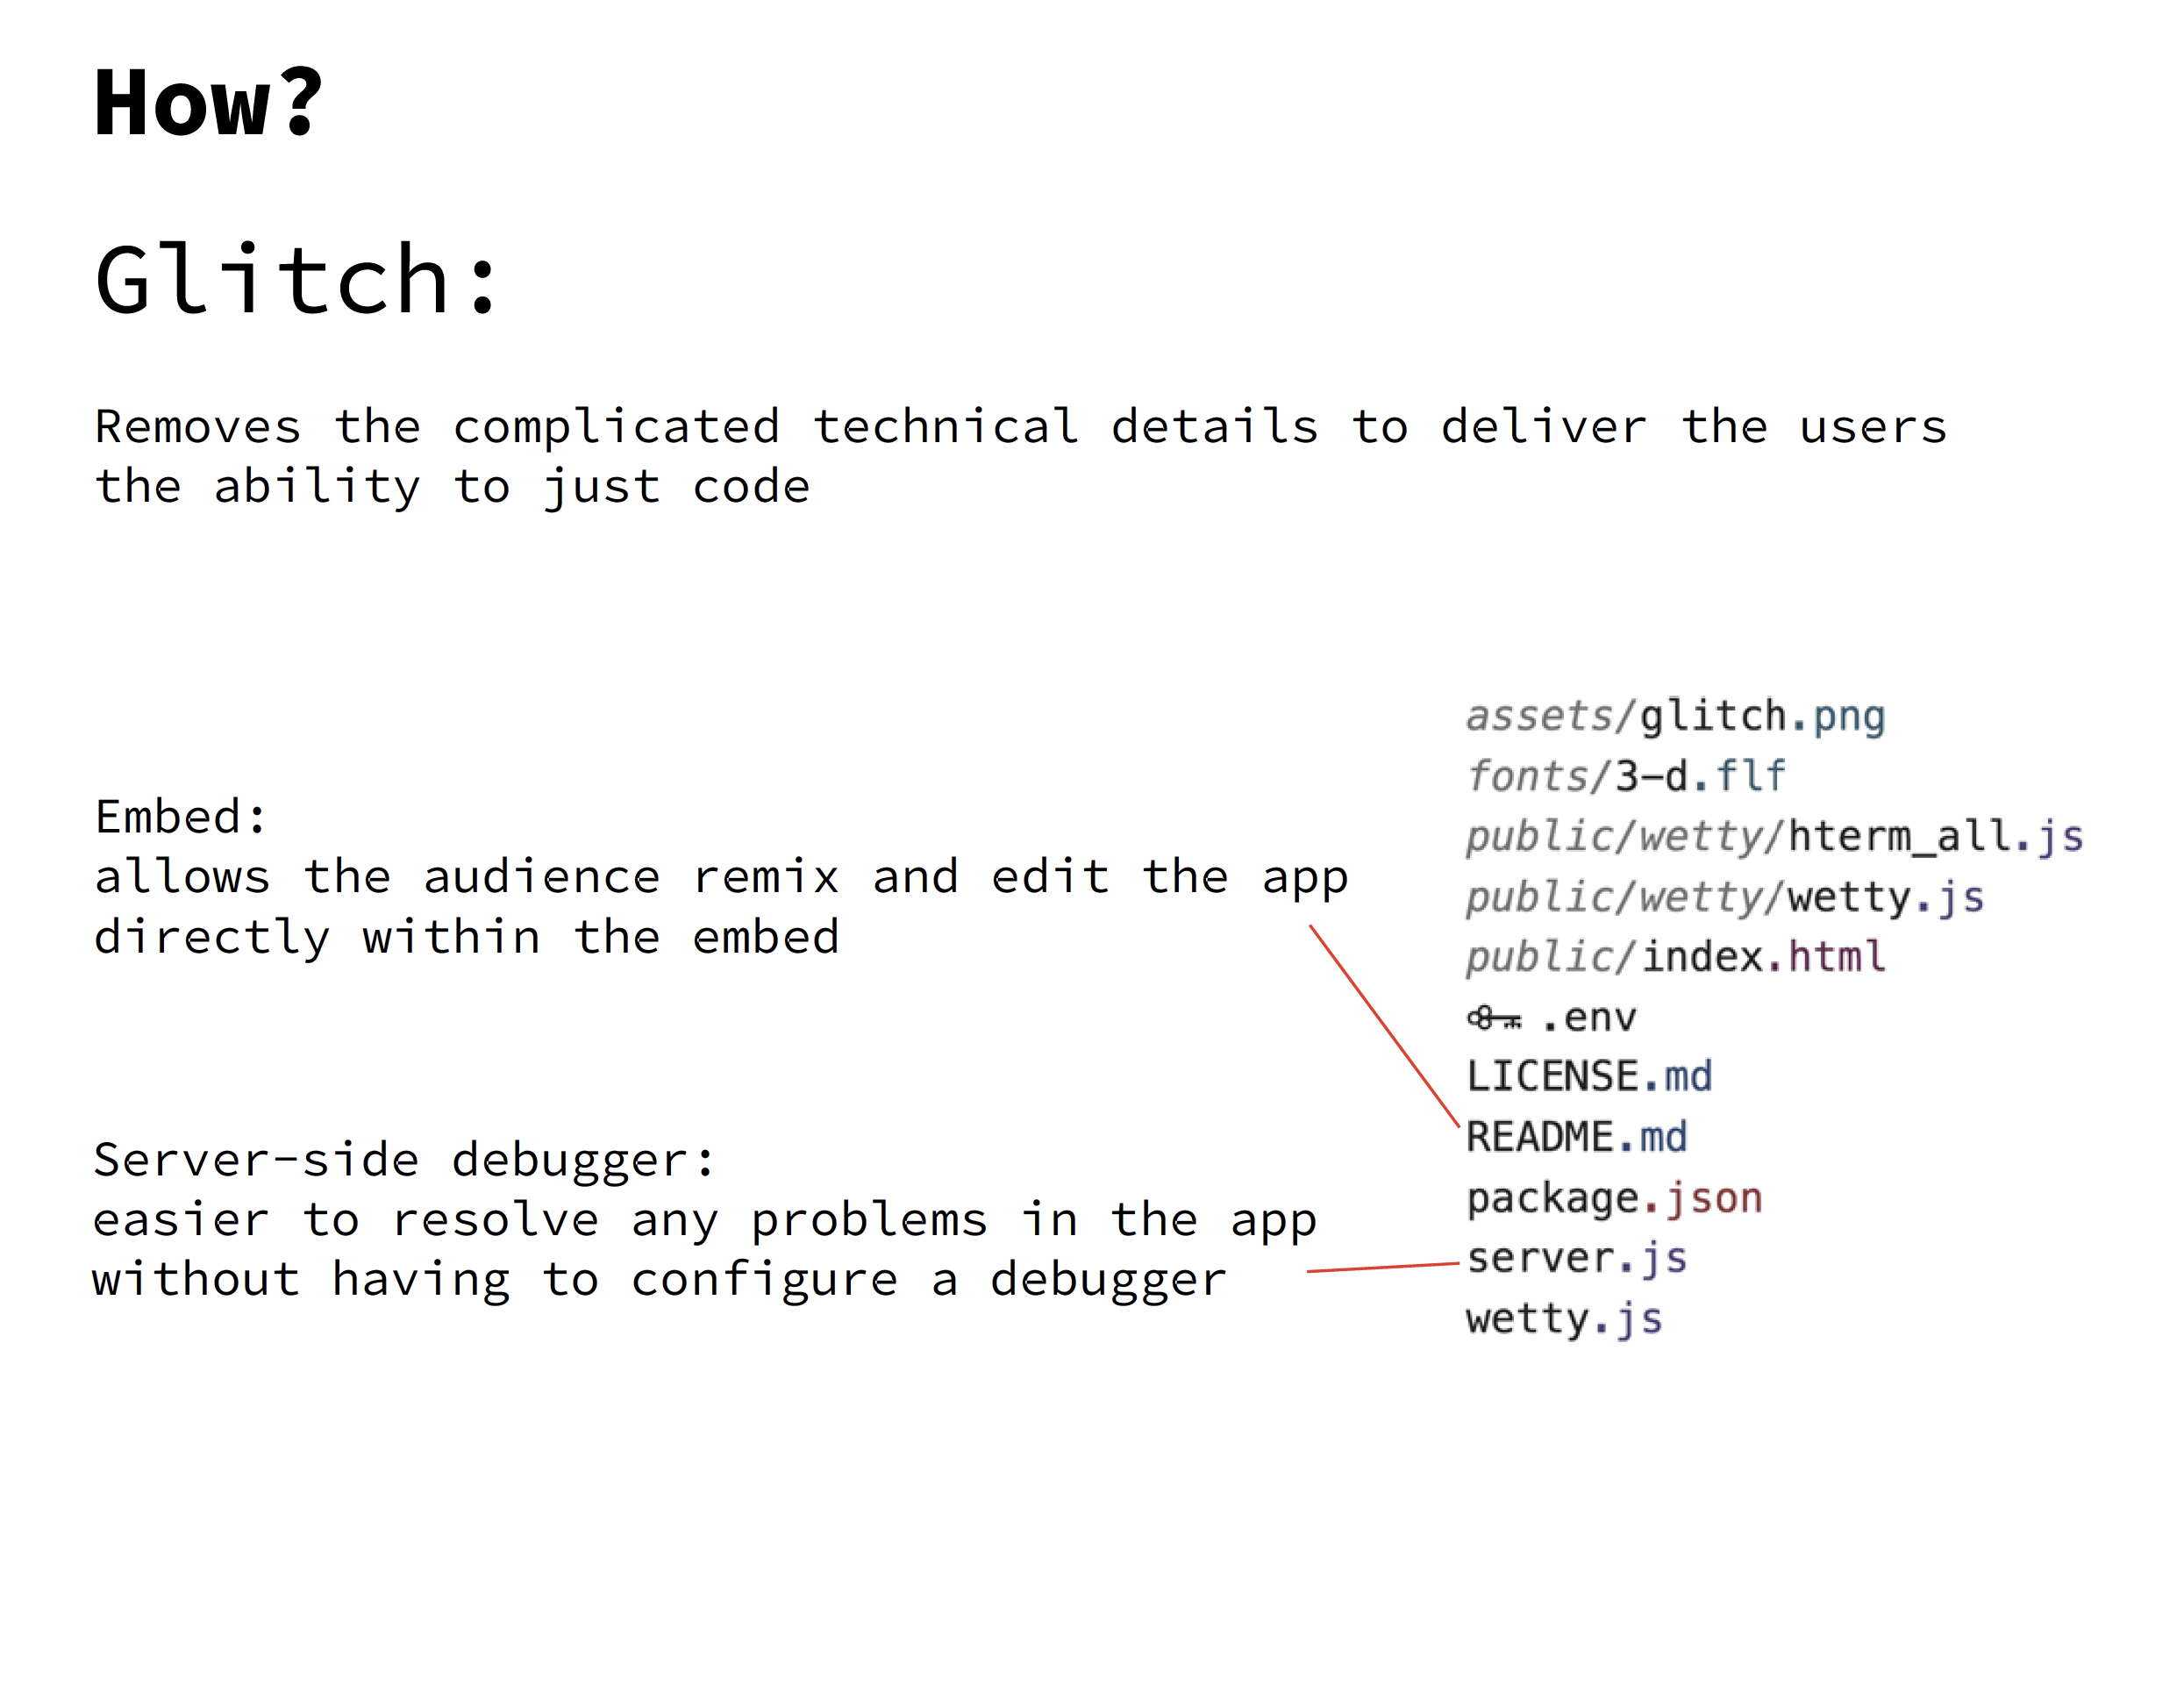 How?
Glitch:
Removes the complicated technical details to deliver the users
the ability to just code
Embed:
allows the audience remix and edit the app
directly within the embed
Server-side debugger:
easier to resolve any problems in the app
without having to configure a debugger
assets/glitch.png
fonts/3-d.flf
public/wetty/hterm_all.js
public/wetty/wetty.js
public/index.html
.env
LICENSE.md
README.md
package.json
server.js
wetty.js